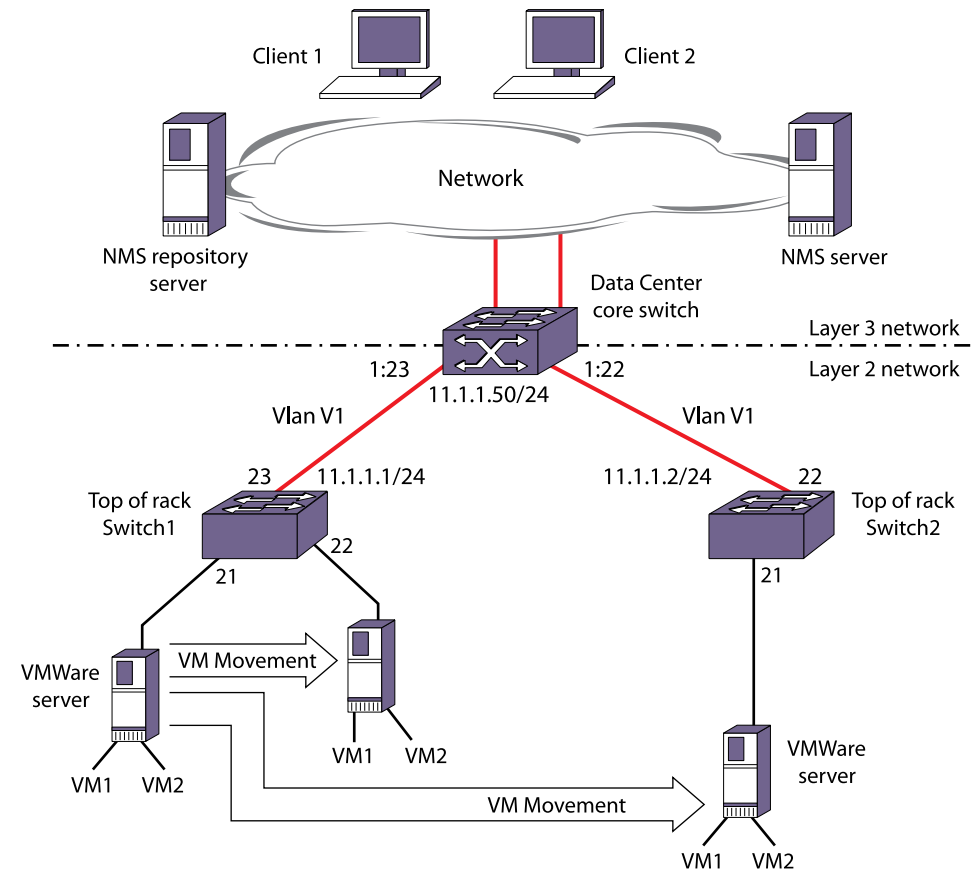 Client 1
Client 2
Network
NMS repository
server
NMS server
Data Center
core switch
Layer 3 network
Layer 2 network
1:23
1:22
11.1.1.50/24
Vlan V1
Vlan V1
23
11.1.1.1/24
11.1.1.2/24
22
Top of rack
Switch1
Top of rack
Switch2
22
21
21
VM Movement
VMWare
server
VM1
VM2
VM1
VM2
VMWare
server
VM Movement
VM1
VM2